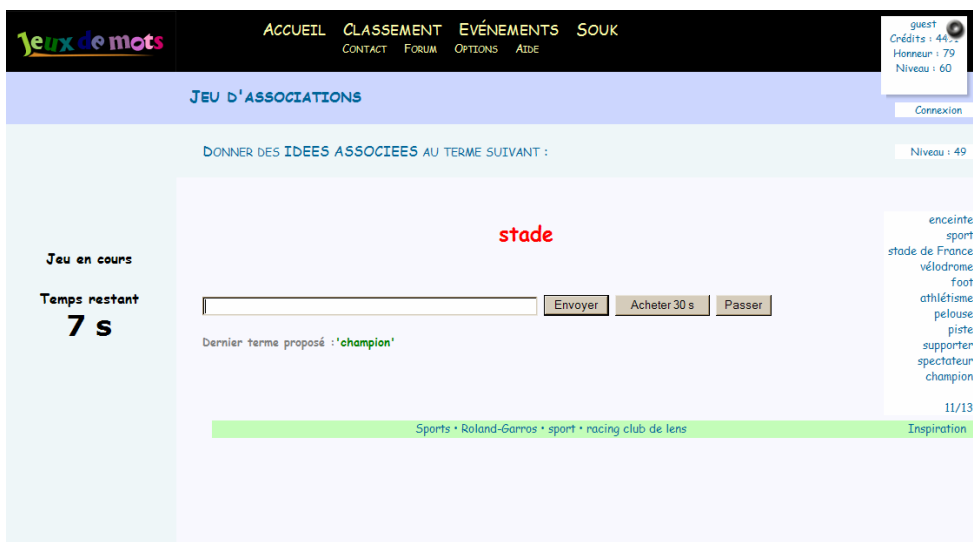 Jeux de mots
ACCUEIL CLASSEMENT EVÉNEMENTS SOUK
CONTACT FORUM OPTIONS AIDE
guest
Crédits :
Honneur : 79
Niveau : 60
JEU D'ASSOCIATIONS
Connexion
DONNER DES IDEES ASSOCIEES AU TERME SUIVANT :
Niveau : 49
stade
Jeu en cours
Temps restant
7 s
Envoyer Acheter 30 s Passer
Dernier terme proposé :'champion'
enceinte
sport
stade de France
vélodrome
foot
athlétisme
pelouse
piste
supporter
spectateur
champion
11/13
Sports • Roland-Garros • sport • racing club de lens
Inspiration